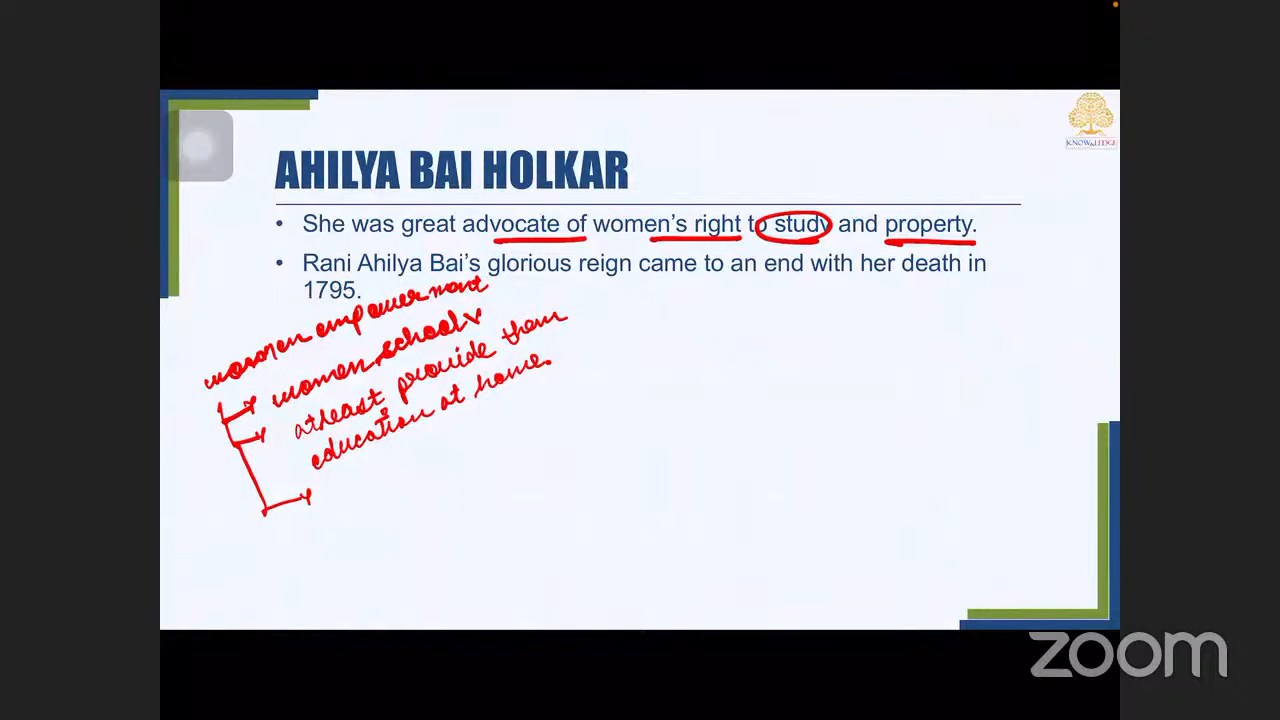 KNOWLEDGE
AHILYA BAI HOLKAR
• She was great advocate of women's right to study and property.
• Rani Ahilya Bai's glorious reign came to an end with her death in
1795.
women empowerment
women school
atleast provide them
education at home.
zoom